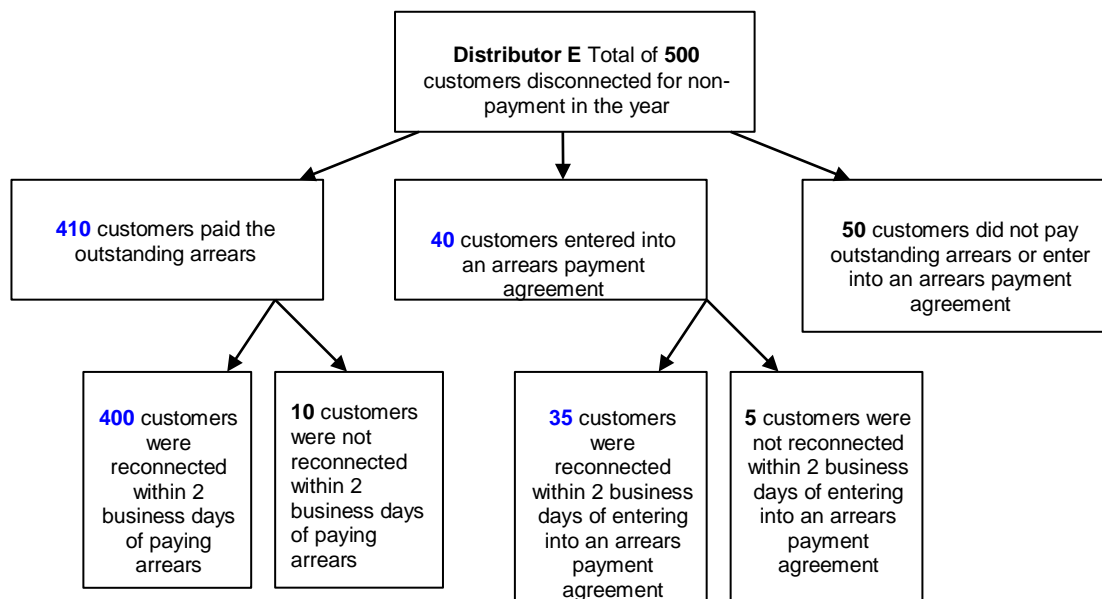 Distributor E Total of 500
customers disconnected for non-
payment in the year
410 customers paid the
outstanding arrears
40 customers entered into
an arrears payment
agreement
50 customers did not pay
outstanding arrears or enter
into an arrears payment
agreement
400 customers
were
reconnected
within 2
business days
of paying
arrears
10 customers
were not
reconnected
within 2
business days
of paying
arrears
35 customers
were
reconnected
within 2 business
days of entering
into an arrears
payment
agreement
5 customers were
not reconnected
within 2 business
days of entering
into an arrears
payment
agreement